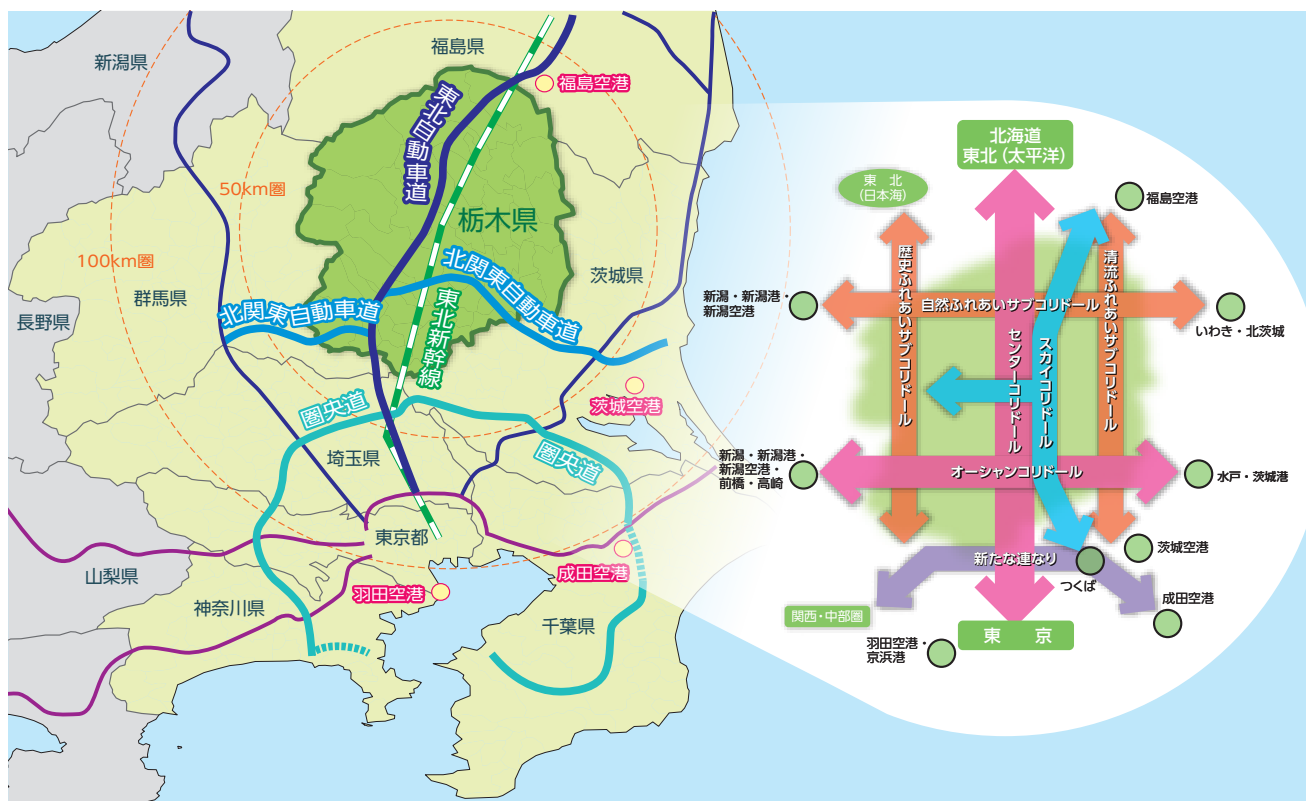 新潟県
福島県
福島空港
東北自動車道
50km圏
栃木県
100km圏
北関東自動車道
茨城県
群馬県
北関東自動車道
長野県
東北新幹線
茨城空港
圏央道
圏央道
埼玉県
東京都
成田空港
山梨県
羽田空港
神奈川県
千葉県
北海道
東北（太平洋）
東 北
（日本海）
福島空港
歴史ふれあいサブコリドール
清流ふれあいサブコリドール
新潟・新潟港・
新潟空港
自然ふれあいサブコリドール
いわき・北茨城
センターコリドール
スカイコリドール
新潟・新潟港・
新潟空港・
前橋・高崎
オーシャンコリドール
水戸・茨城港
茨城空港
新たな連なり
つくば
成田空港
関西・中部圏
東 京
羽田空港・
京浜港